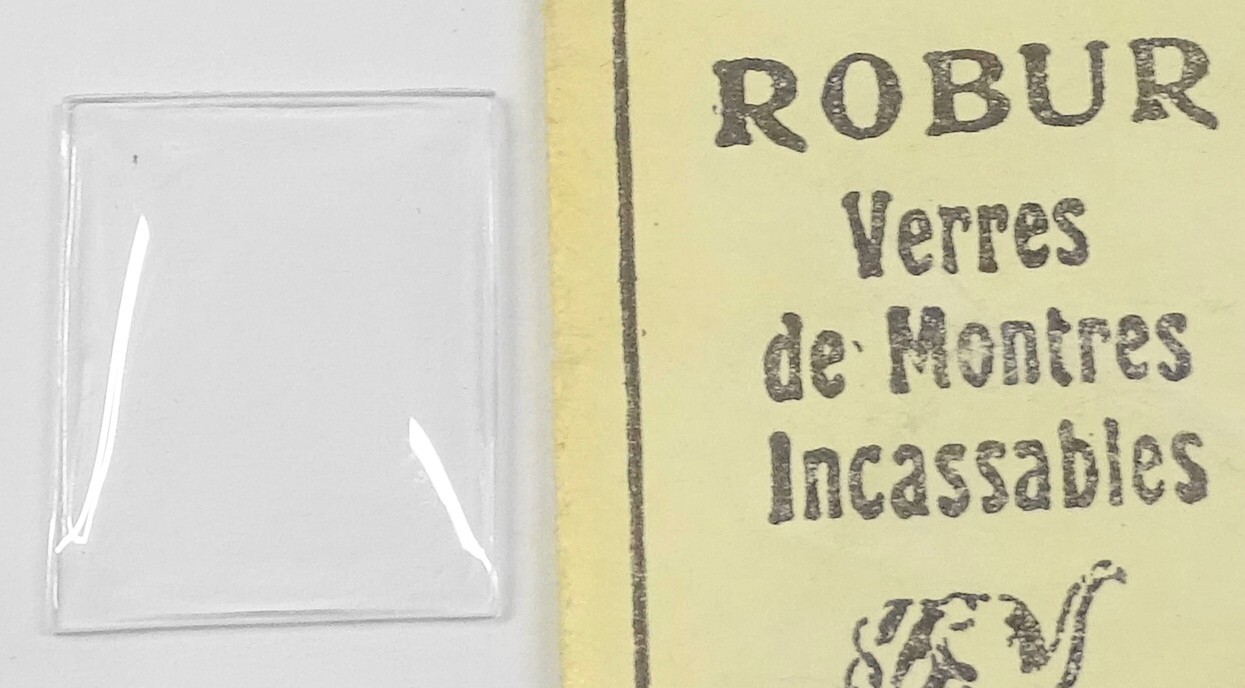 ROBUR
Verres
de Montres
Incassables